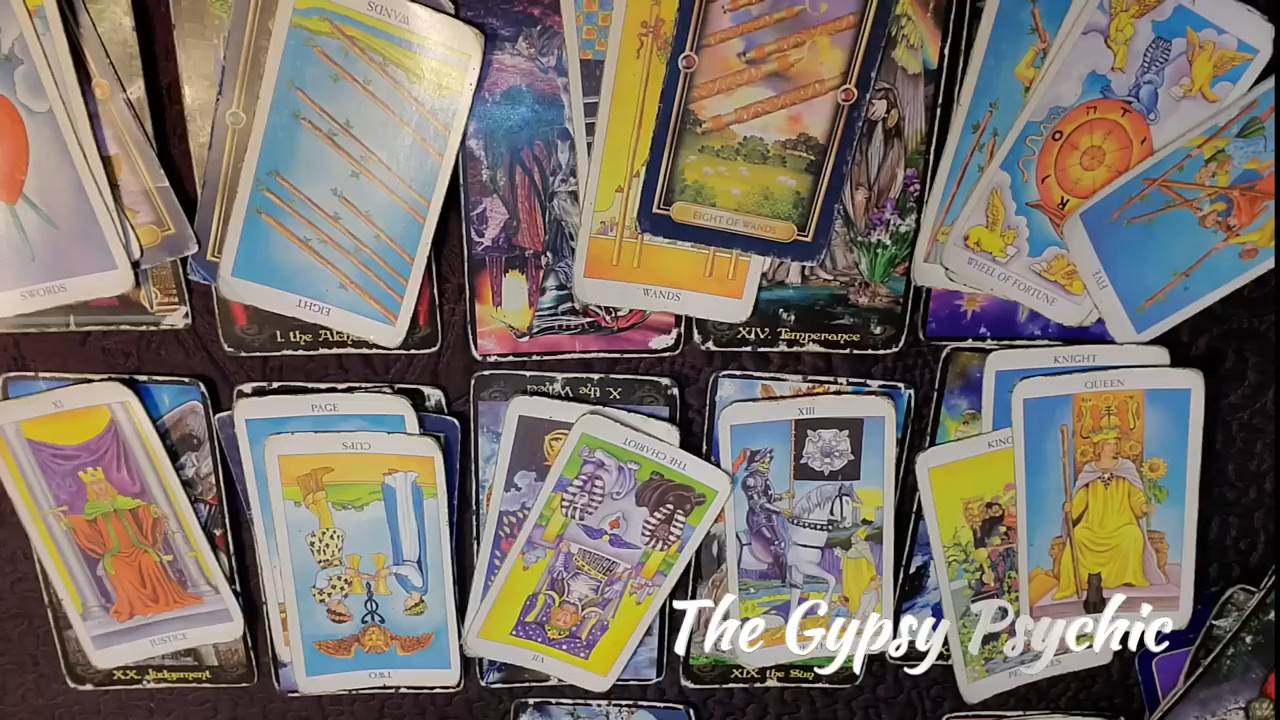 WANDS
EIGHT OF WANDS
SWORDS
EIGHT
WANDS
WHEEL OF FORTUNE
FIVE
I. the Alche
XIV. Temperance
KNIGHT
XI
PAGE
X. the Wheel
XIII
QUEEN
CUPS
THE CHARIOT
KING
JUSTICE
VII
The Gypsy Psychic
XX. Judgement
TWO
XIX. the Sun